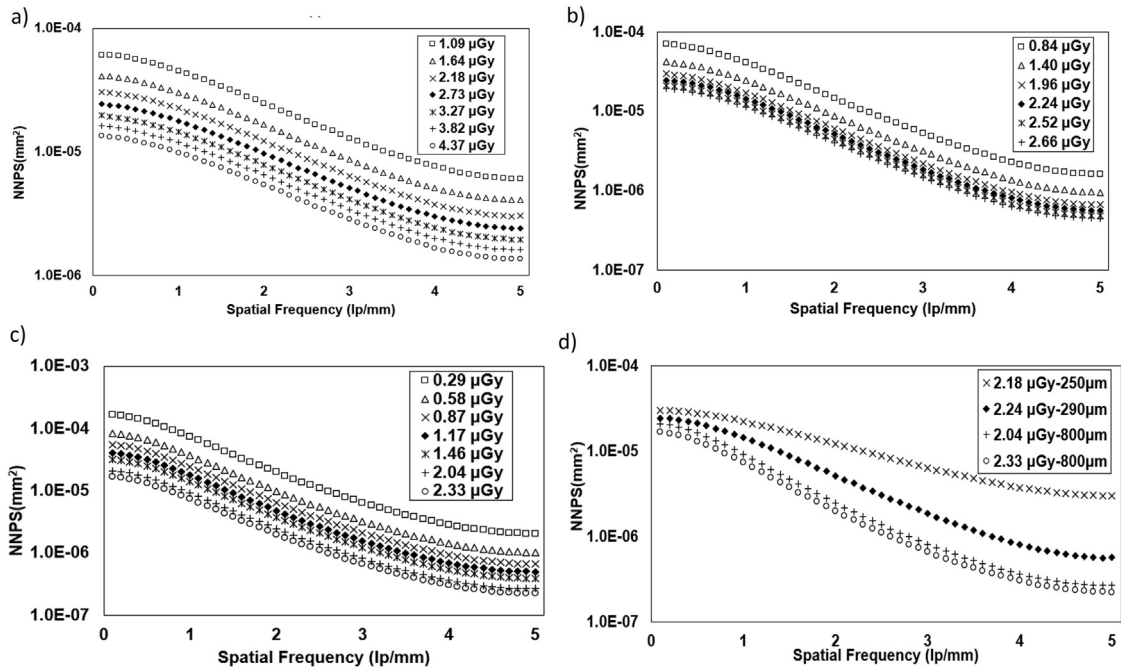 a)
1.0E-04
1.0E-05
1.0E-06
NNPS(mm²)
1.09 µGy
1.64 µGy
2.18 µGy
2.73 µGy
3.27 µGy
3.82 µGy
4.37 µGy
0 1 2 3 4 5
Spatial Frequency (lp/mm)
b)
1.0E-04
1.0E-05
1.0E-06
1.0E-07
NNPS(mm²)
0.84 µGy
1.40 µGy
1.96 µGy
2.24 µGy
2.52 µGy
2.66 µGy
0 1 2 3 4 5
Spatial Frequency (lp/mm)
c)
1.0E-03
1.0E-04
1.0E-05
1.0E-06
1.0E-07
NNPS(mm²)
0.29 µGy
0.58 µGy
0.87 µGy
1.17 µGy
1.46 µGy
2.04 µGy
2.33 µGy
0 1 2 3 4 5
Spatial Frequency (lp/mm)
d)
1.0E-04
1.0E-05
1.0E-06
1.0E-07
NNPS(mm²)
2.18 µGy-250µm
2.24 µGy-290µm
2.04 µGy-800µm
2.33 µGy-800µm
0 1 2 3 4 5
Spatial Frequency (lp/mm)